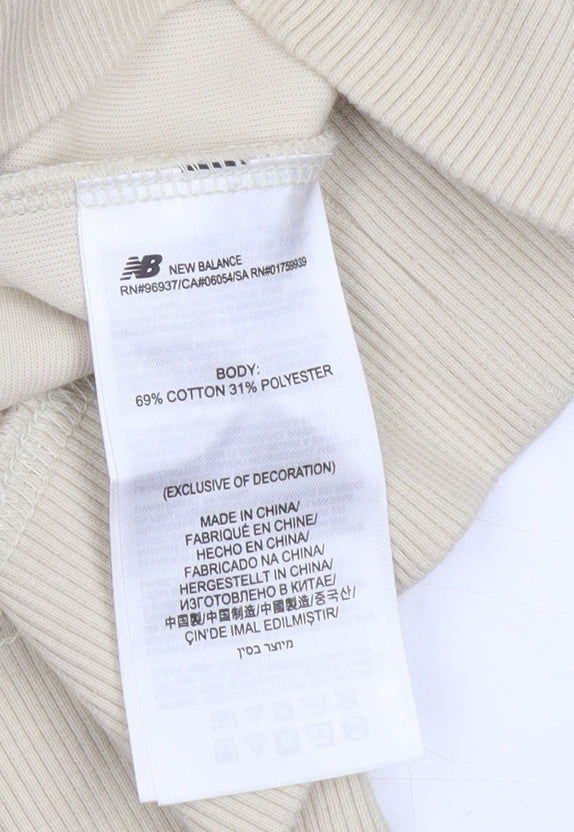 NB NEW BALANCE
RN#96937/CA#06054/SA RN#01759939
BODY:
69% COTTON 31% POLYESTER
(EXCLUSIVE OF DECORATION)
MADE IN CHINA/
FABRIQUÉ EN CHINE/
HECHO EN CHINA/
FABRICADO NA CHINA/
HERGESTELLT IN CHINA/
ИЗГОТОВЛЕНО В КИТАЕ/
中国製/中国制造/中國製造/중국산/
ÇIN'DE IMAL EDILMIŞTIR/
מיוצר בסין